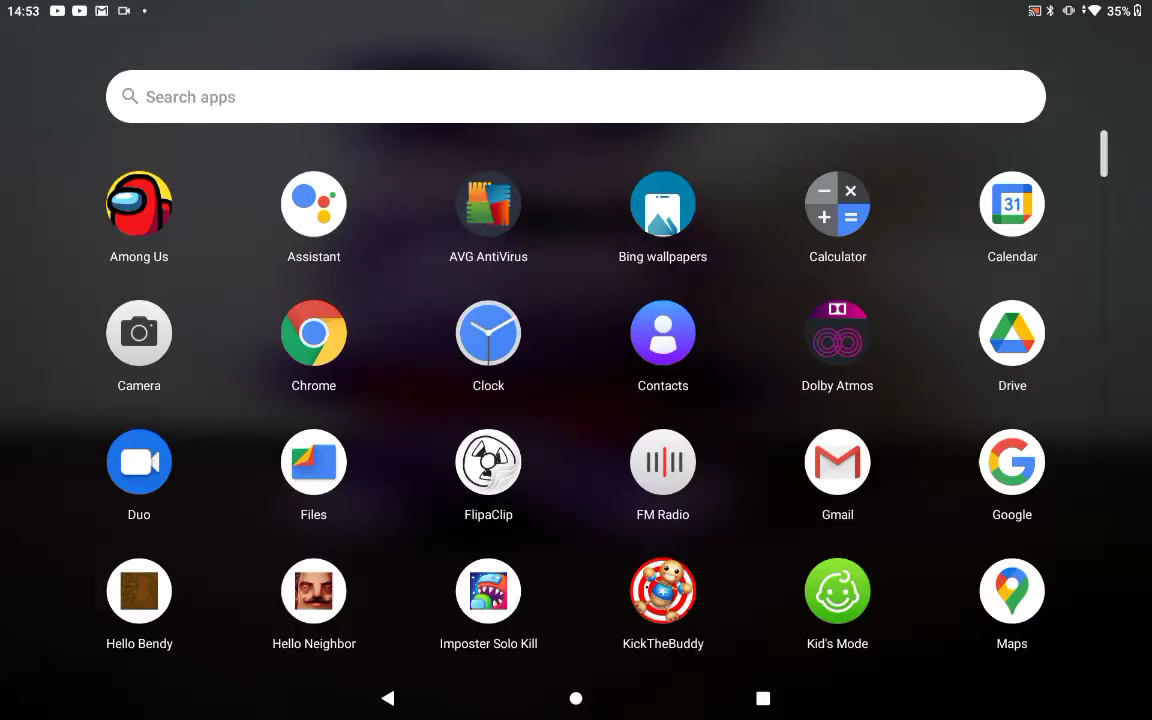 14:53
35%
Search apps
31
Among Us
Assistant
AVG AntiVirus
Bing wallpapers
Calculator
Calendar
Camera
Chrome
Clock
Contacts
Dolby Atmos
Drive
Duo
Files
FlipaClip
FM Radio
Gmail
Google
Hello Bendy
Hello Neighbor
Imposter Solo Kill
KickTheBuddy
Kid's Mode
Maps